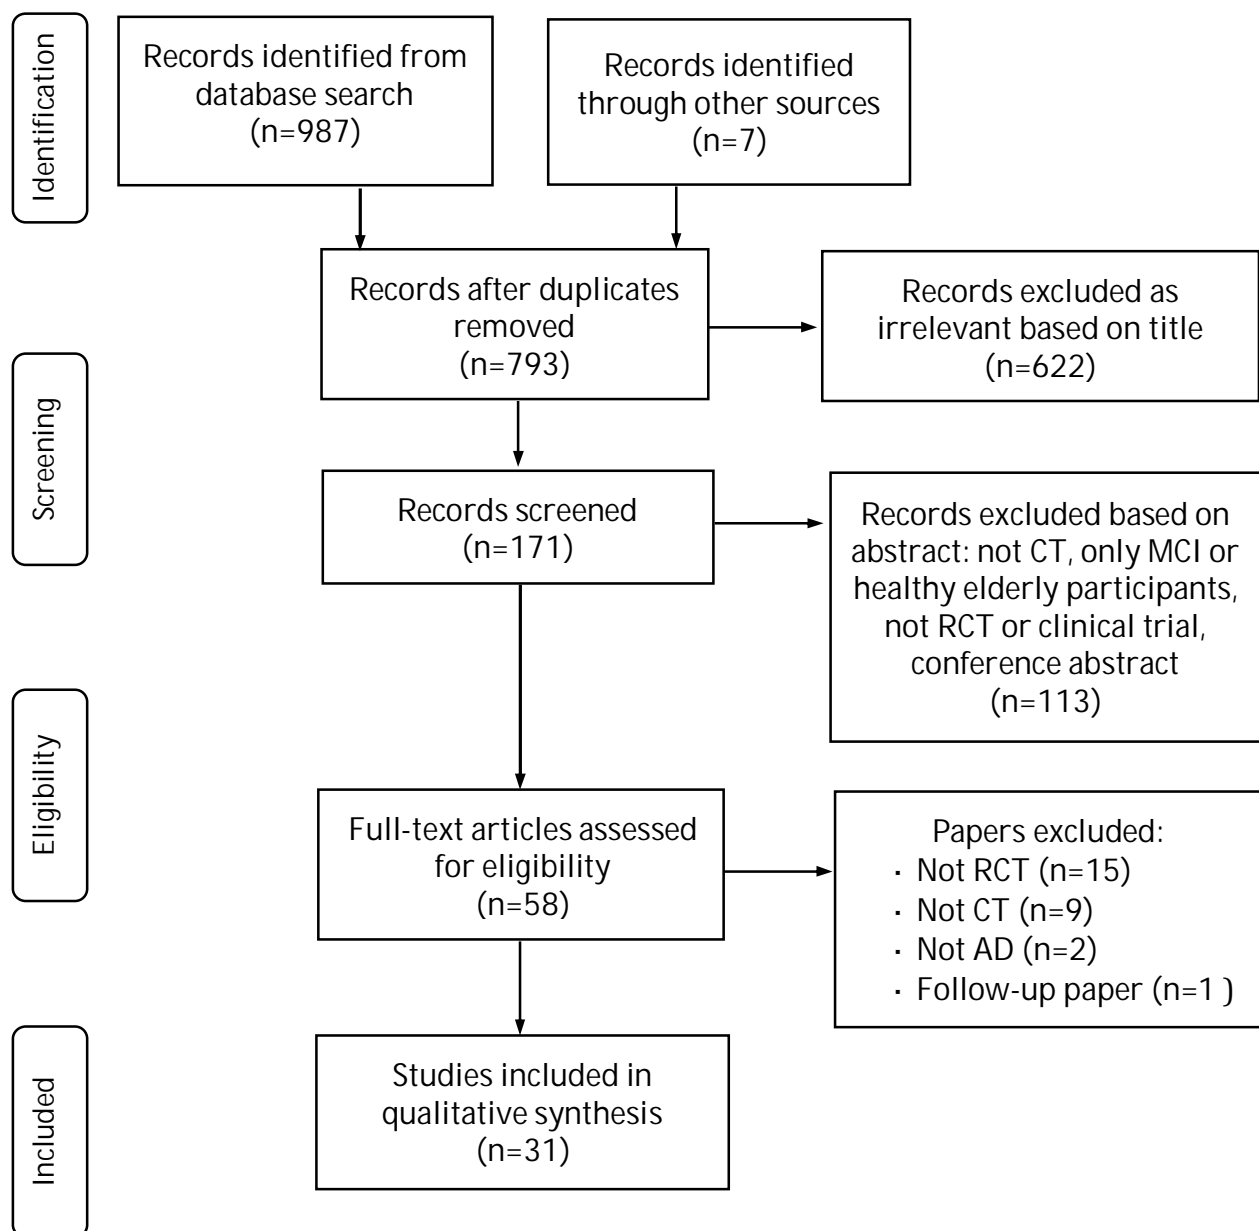 Identification
Records identified from
database search
(n=987)
Records identified
through other sources
(n=7)
Records after duplicates
removed
(n=793)
Records excluded as
irrelevant based on title
(n=622)
Screening
Records screened
(n=171)
Records excluded based on
abstract: not CT, only MCI or
healthy elderly participants,
not RCT or clinical trial,
conference abstract
(n=113)
Eligibility
Full-text articles assessed
for eligibility
(n=58)
Papers excluded:
· Not RCT (n=15)
· Not CT (n=9)
· Not AD (n=2)
· Follow-up paper (n=1 )
Included
Studies included in
qualitative synthesis
(n=31)